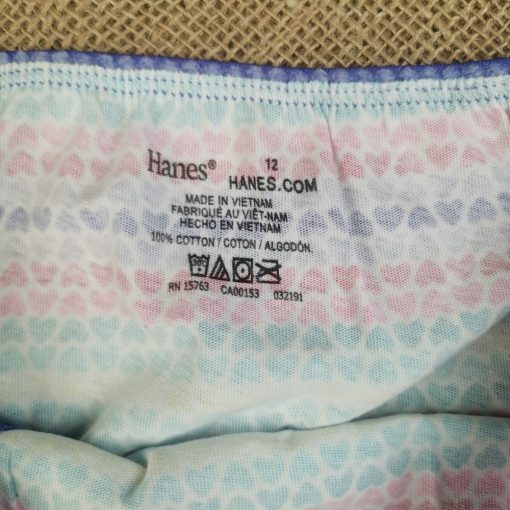 Hanes® 12
HANES.COM
MADE IN VIETNAM
FABRIQUÉ AU VIÊT-NAM
HECHO EN VIETNAM
100% COTTON / COTON / ALGODÓN
30°
RN 15763 CA00153 032191